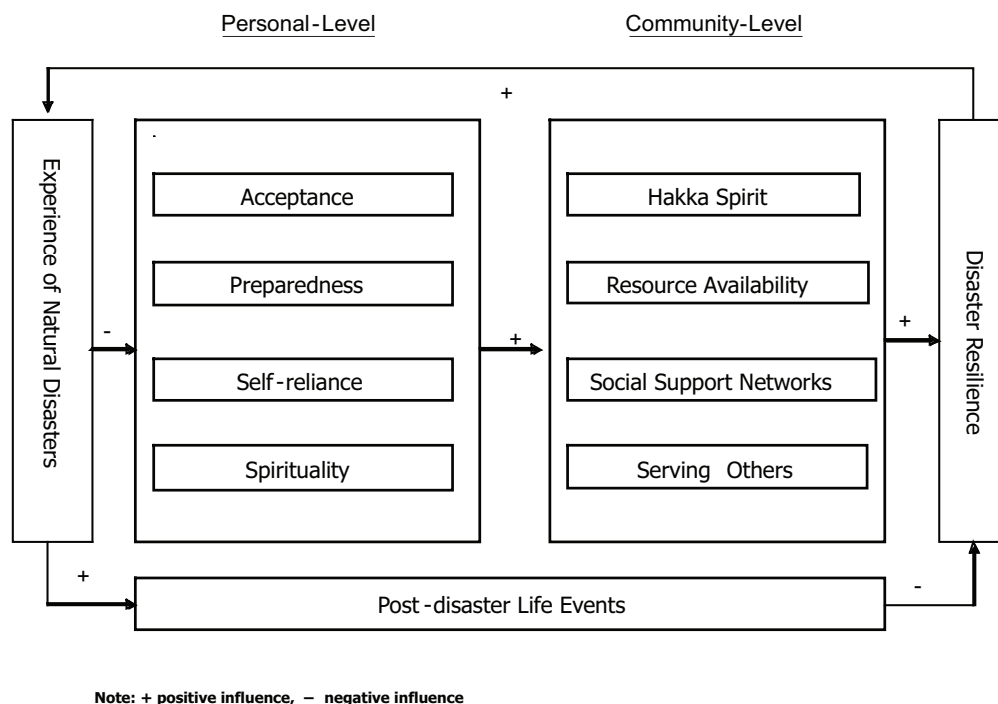 Personal-Level
Community-Level
+
Experience of Natural Disasters
-
Acceptance
Preparedness
Self-reliance
Spirituality
+
Hakka Spirit
Resource Availability
Social Support Networks
Serving Others
+
Disaster Resilience
+
Post-disaster Life Events
-
Note: + positive influence, – negative influence